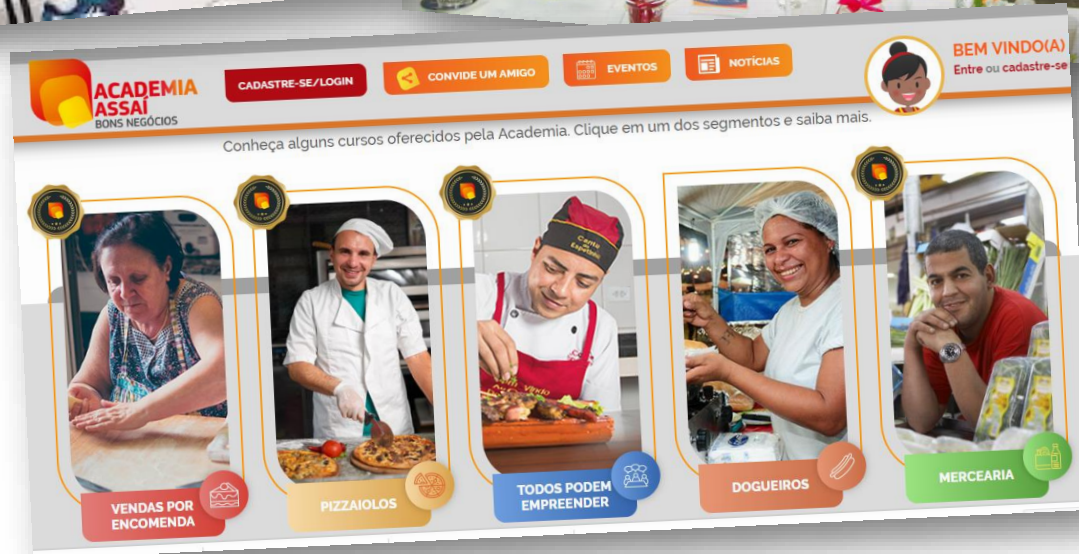 ACADEMIA
ASSAÍ
BONS NEGÓCIOS
CADASTRE-SE/LOGIN
CONVIDE UM AMIGO
EVENTOS
NOTÍCIAS
BEM VINDO(A)
Entre ou cadastre-se
Conheça alguns cursos oferecidos pela Academia. Clique em um dos segmentos e saiba mais.
VENDAS POR
ENCOMENDA
PIZZAIOLOS
TODOS PODEM
EMPREENDER
DOGUEIROS
MERCEARIA